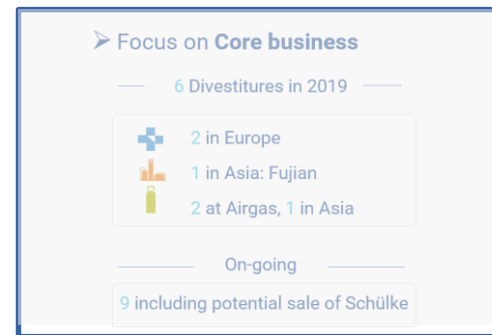 Focus on Core business
6 Divestitures in 2019
2 in Europe
1 in Asia: Fujian
2 at Airgas, 1 in Asia
On-going
9 including potential sale of Schülke